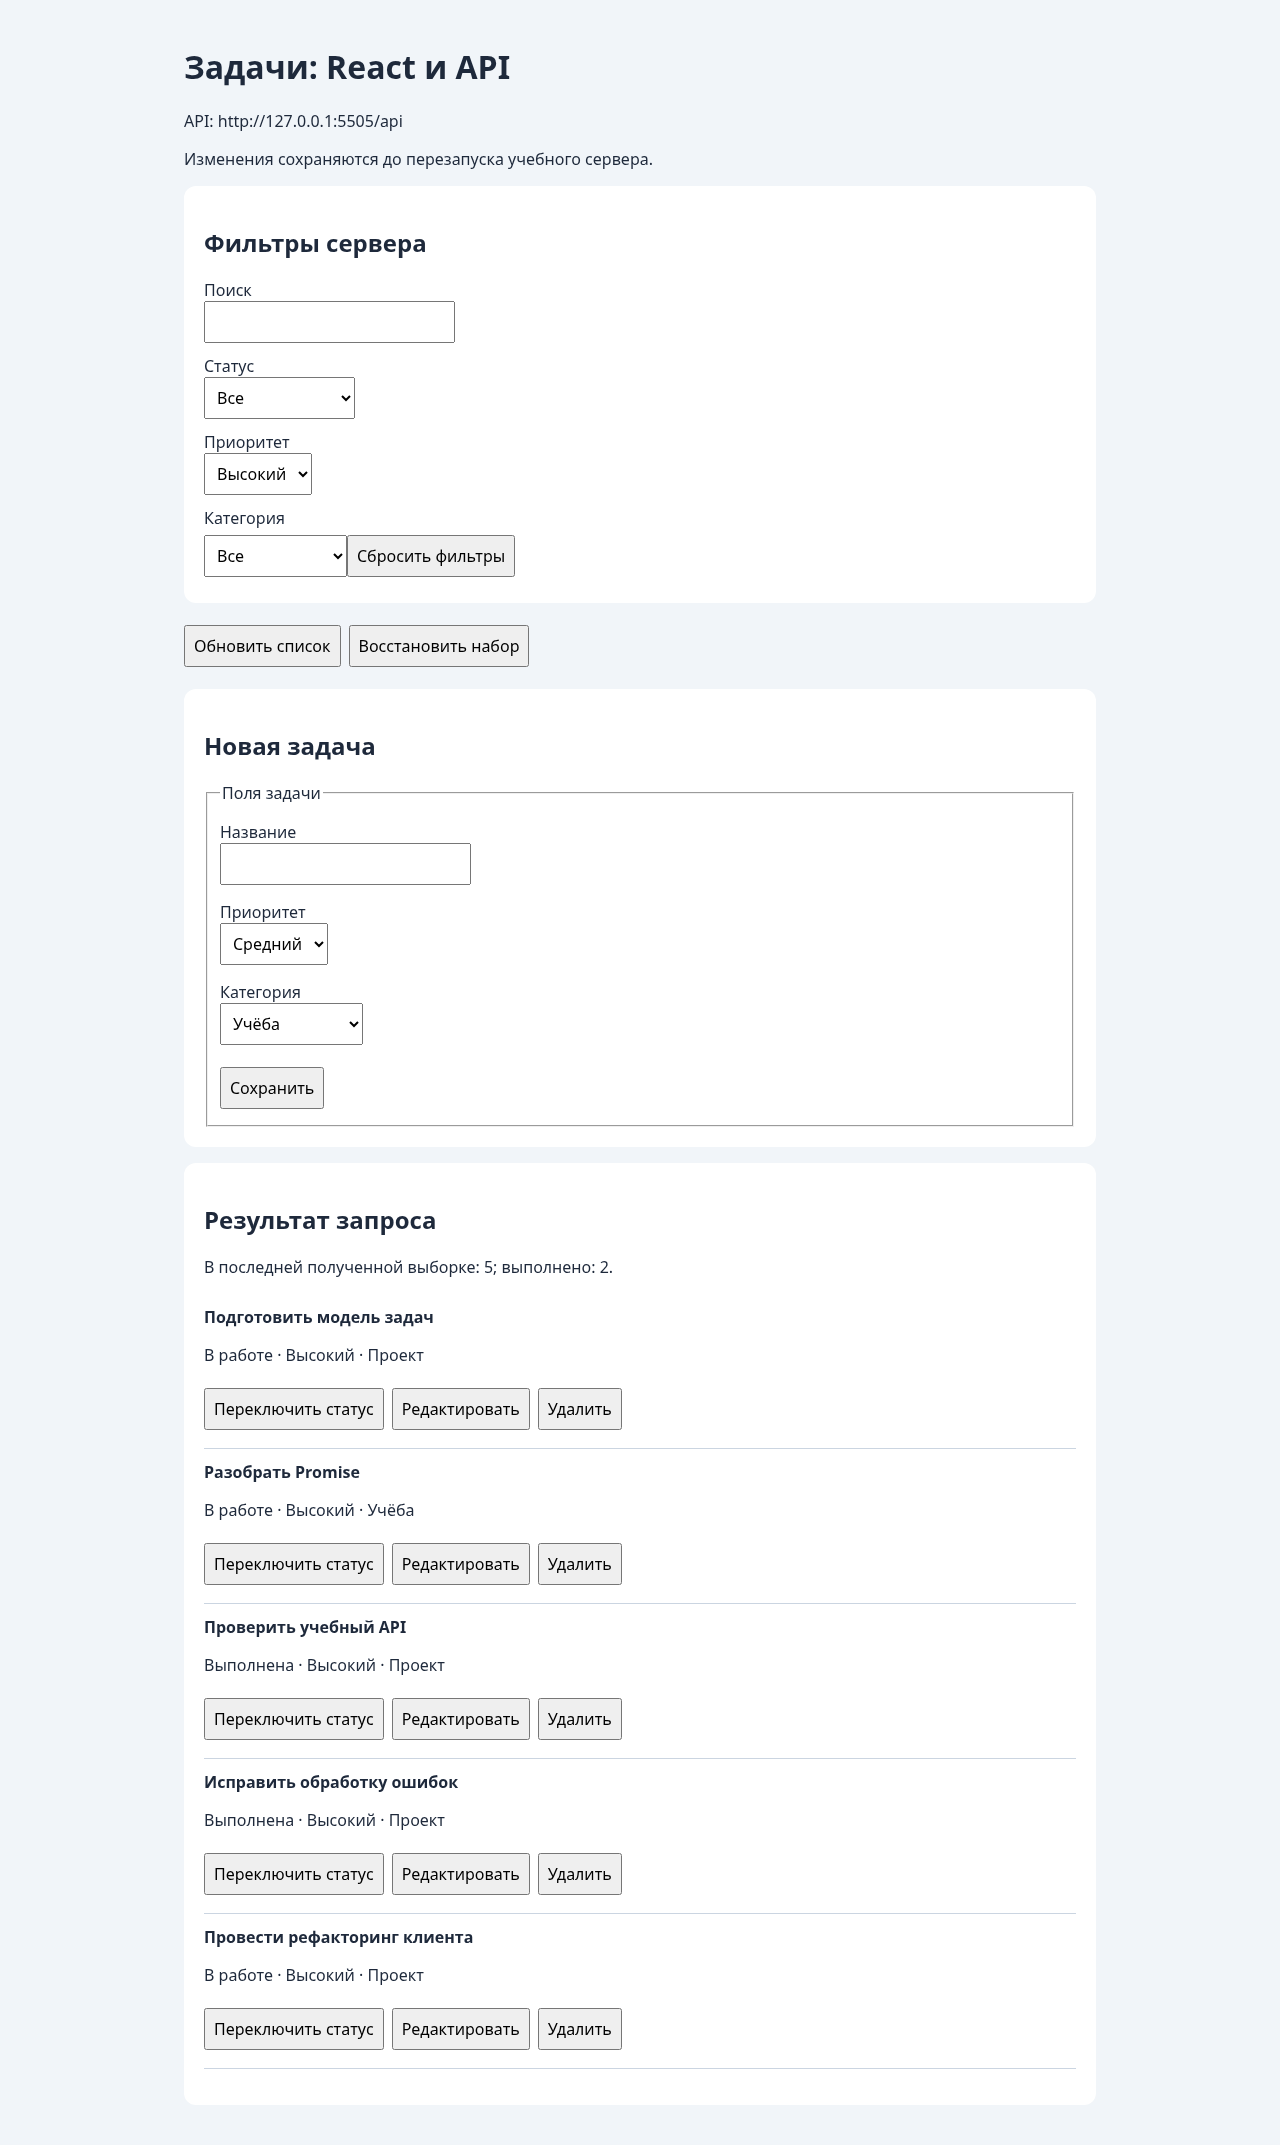 Задачи: React и API
API: http://127.0.0.1:5505/api
Изменения сохраняются до перезапуска учебного сервера.
Фильтры сервера
Поиск
Статус
Все
Приоритет
Высокий
Категория
Все Сбросить фильтры
Обновить список Восстановить набор
Новая задача
Поля задачи
Название
Приоритет
Средний
Категория
Учёба
Сохранить
Результат запроса
В последней полученной выборке: 5; выполнено: 2.
Подготовить модель задач
В работе · Высокий · Проект
Переключить статус Редактировать Удалить
Разобрать Promise
В работе · Высокий · Учёба
Переключить статус Редактировать Удалить
Проверить учебный API
Выполнена · Высокий · Проект
Переключить статус Редактировать Удалить
Исправить обработку ошибок
Выполнена · Высокий · Проект
Переключить статус Редактировать Удалить
Провести рефакторинг клиента
В работе · Высокий · Проект
Переключить статус Редактировать Удалить